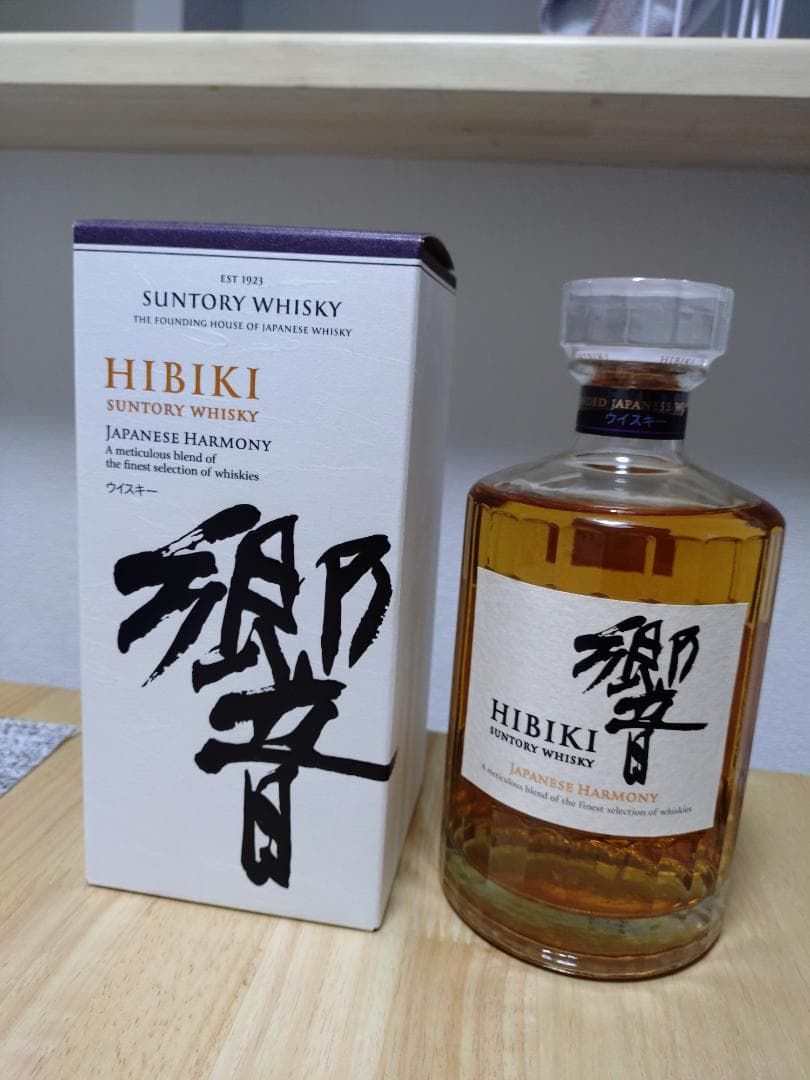 EST 1923
SUNTORY WHISKY
THE FOUNDING HOUSE OF JAPANESE WHISKY
HIBIKI
SUNTORY WHISKY
JAPANESE HARMONY
A meticulous blend of
the finest selection of whiskies
ウイスキー
響
HIBIKI
JAPANESE
ウイスキー
響
HIBIKI
SUNTORY WHISKY
JAPANESE HARMONY
A meticulous blend of the finest selection of whiskies